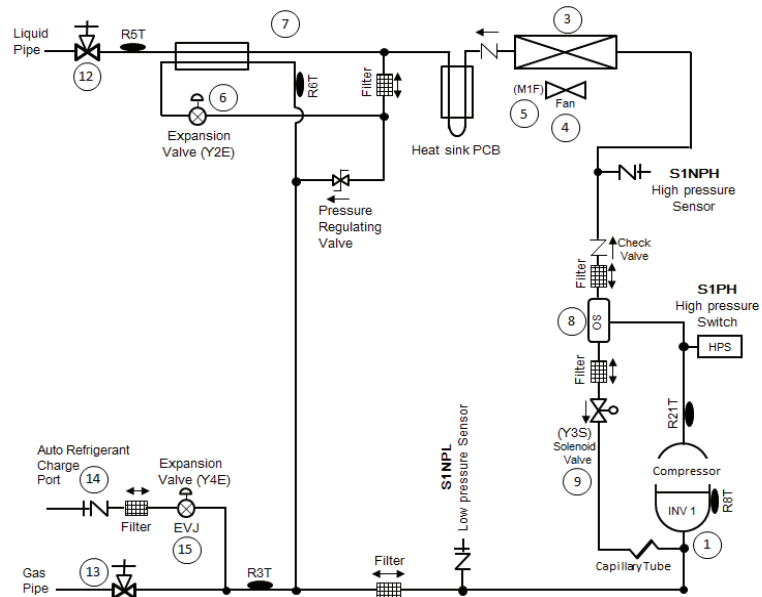 Liquid
Pipe
R5T
12
7
3
6
Expansion
Valve (Y2E)
R6T
Filter
Heat sink PCB
(M1F)
Fan
5
4
S1NPH
High pressure
Sensor
Pressure
Regulating
Valve
Check
Valve
Filter
S1PH
High pressure
Switch
HPS
8
OS
Filter
R21T
(Y3S)
Solenoid
Valve
9
Compressor
INV 1
R8T
1
Capillary Tube
S1NPL
Low pressure Sensor
Auto Refrigerant
Charge
Port
14
Expansion
Valve (Y4E)
Filter
EVJ
15
Gas
Pipe
13
R3T
Filter